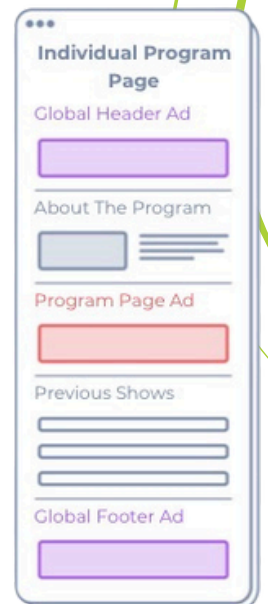 Individual Program
Page
Global Header Ad
About The Program
Program Page Ad
Previous Shows
Global Footer Ad